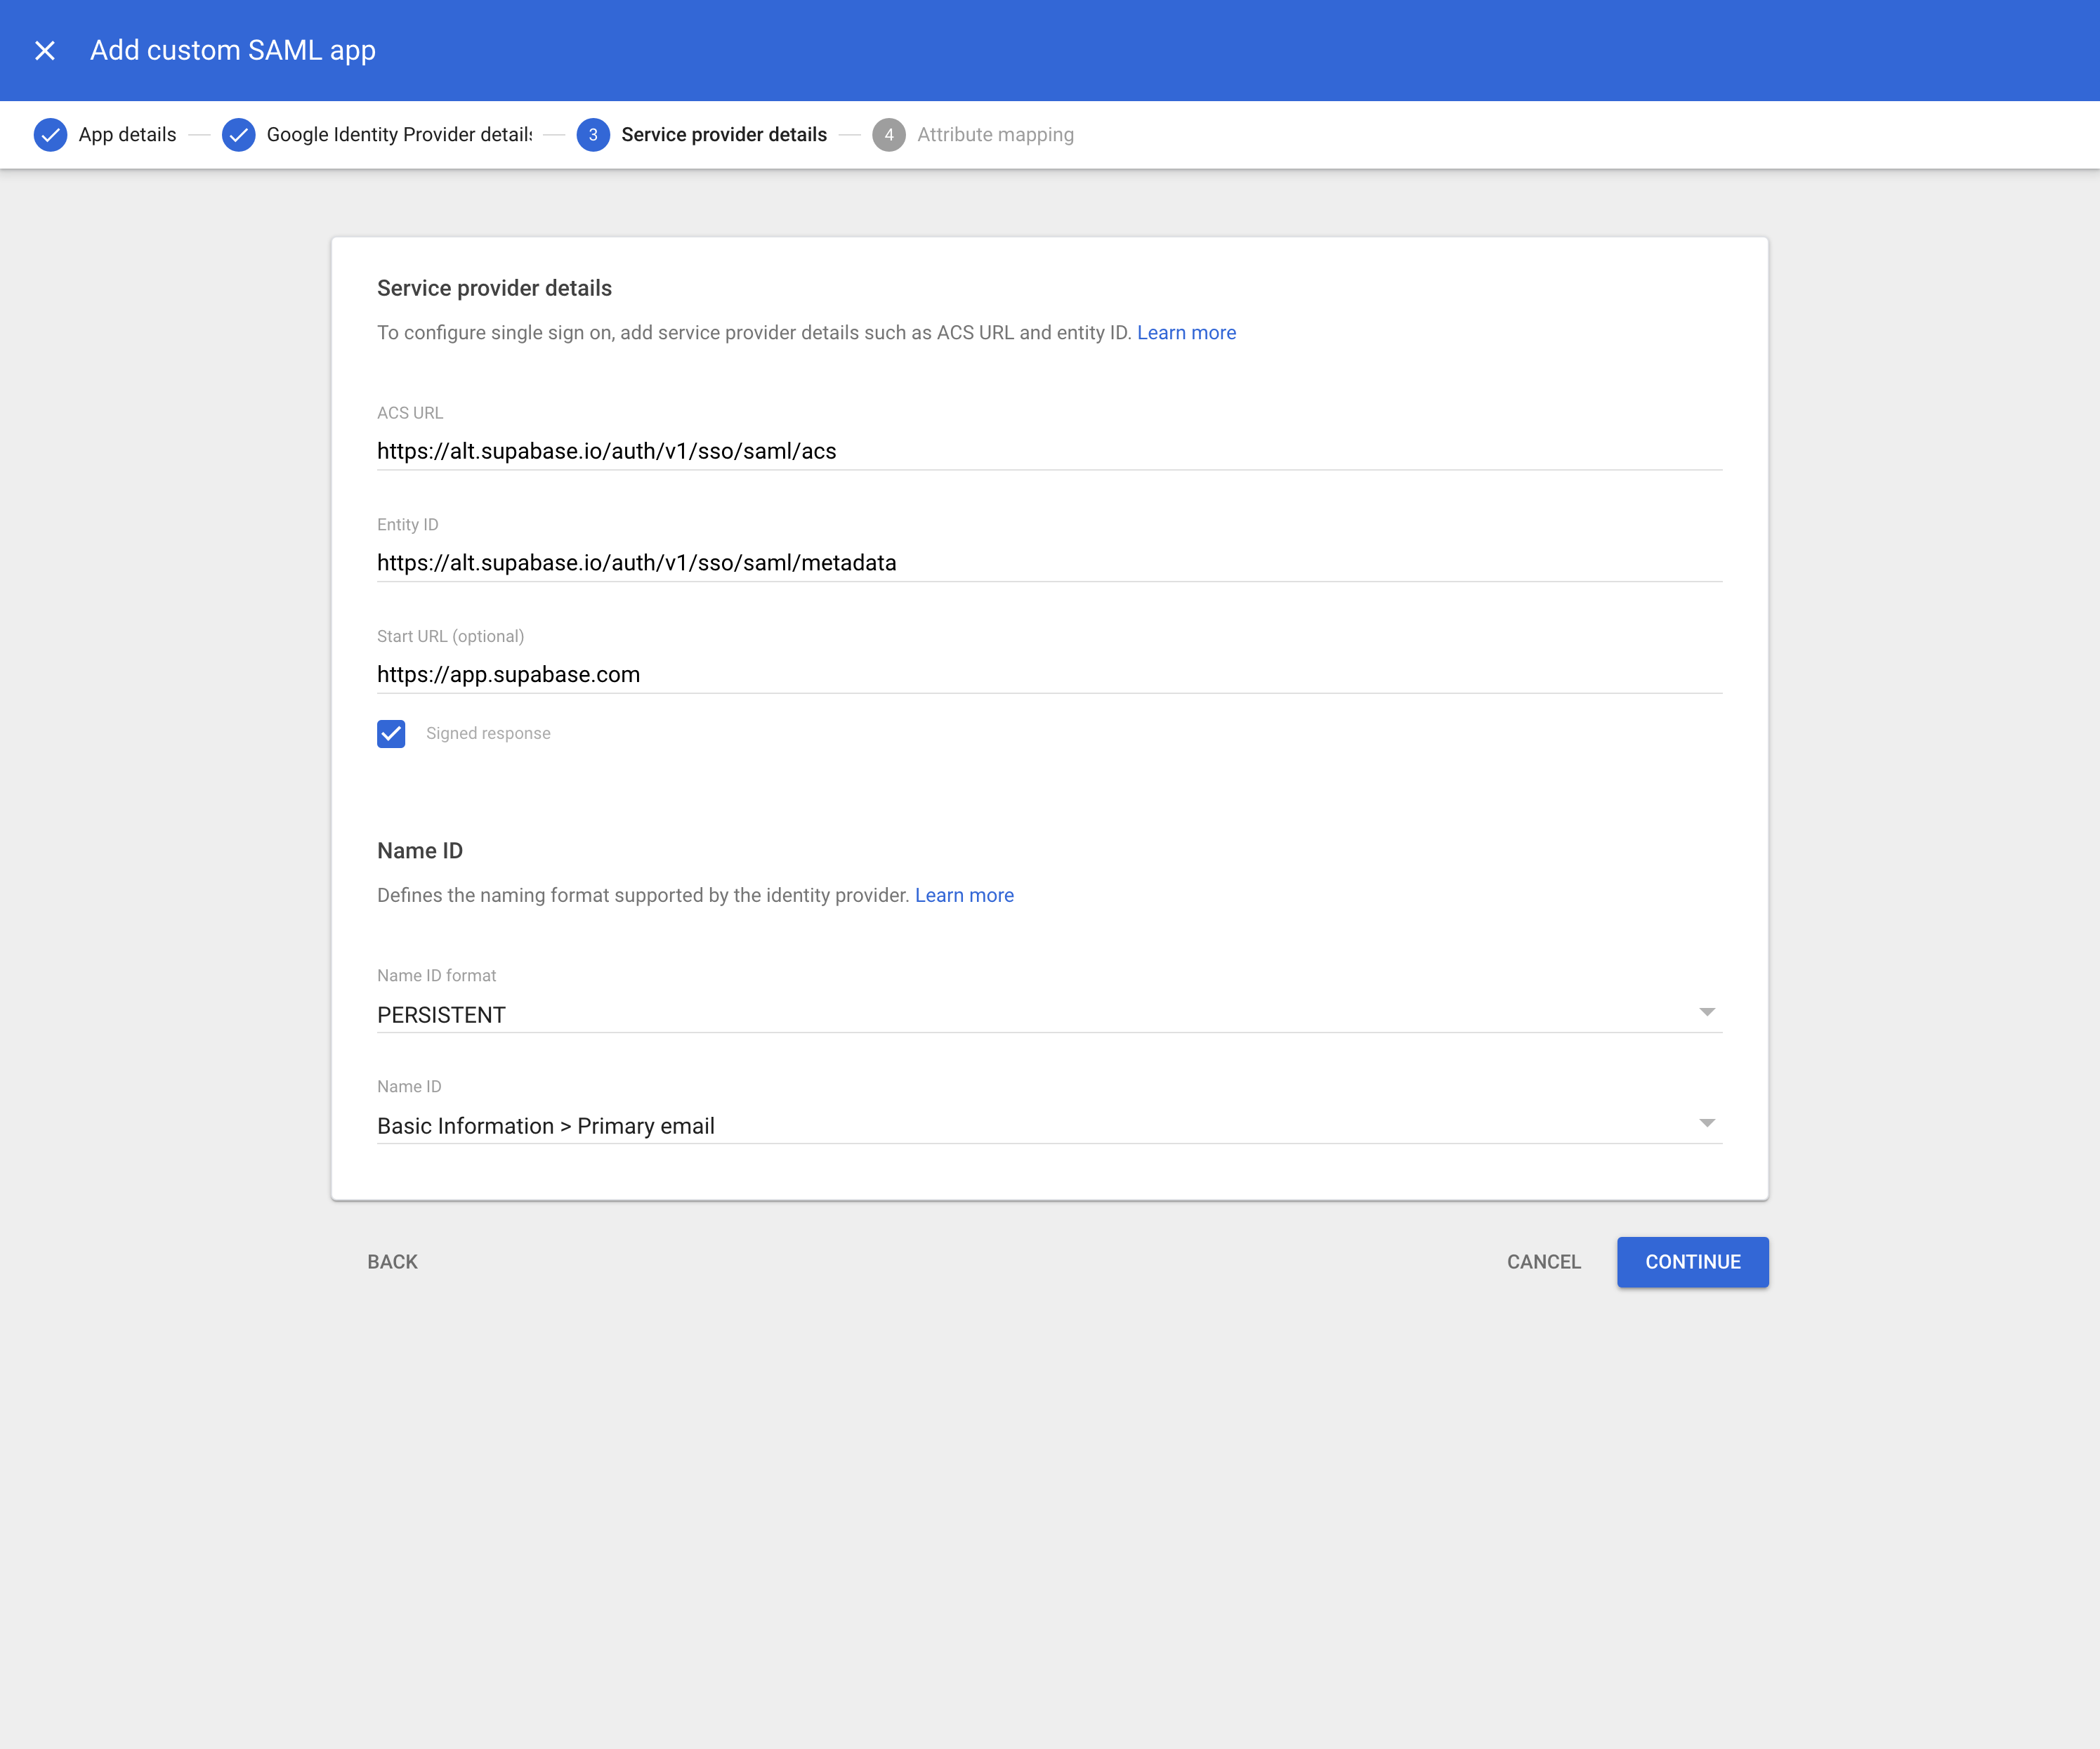 Add custom SAML app
App details
Google Identity Provider details
3 Service provider details
4 Attribute mapping
Service provider details
To configure single sign on, add service provider details such as ACS URL and entity ID. Learn more
ACS URL
https://alt.supabase.io/auth/v1/sso/saml/acs
Entity ID
https://alt.supabase.io/auth/v1/sso/saml/metadata
Start URL (optional)
https://app.supabase.com
Signed response
Name ID
Defines the naming format supported by the identity provider. Learn more
Name ID format
PERSISTENT
Name ID
Basic Information > Primary email
BACK
CANCEL
CONTINUE